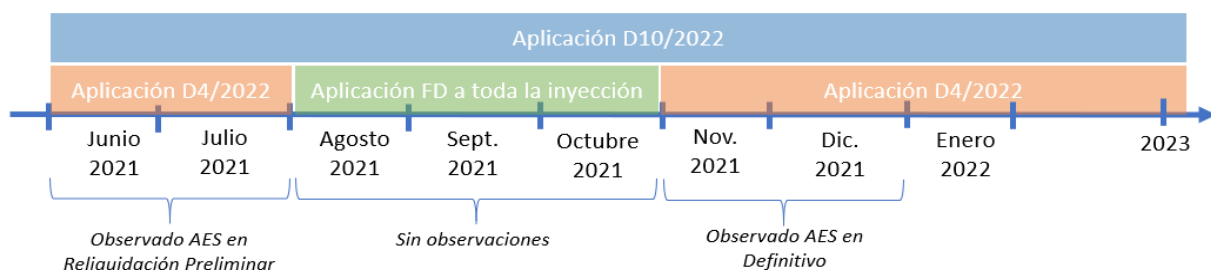 Aplicación D10/2022
Aplicación D4/2022
Aplicación FD a toda la inyección
Aplicación D4/2022
Junio
2021
Julio
2021
Agosto
2021
Sept.
2021
Octubre
2021
Nov.
2021
Dic.
2021
Enero
2022
2023
Observado AES en
Reliquidación Preliminar
Sin observaciones
Observado AES en
Definitivo